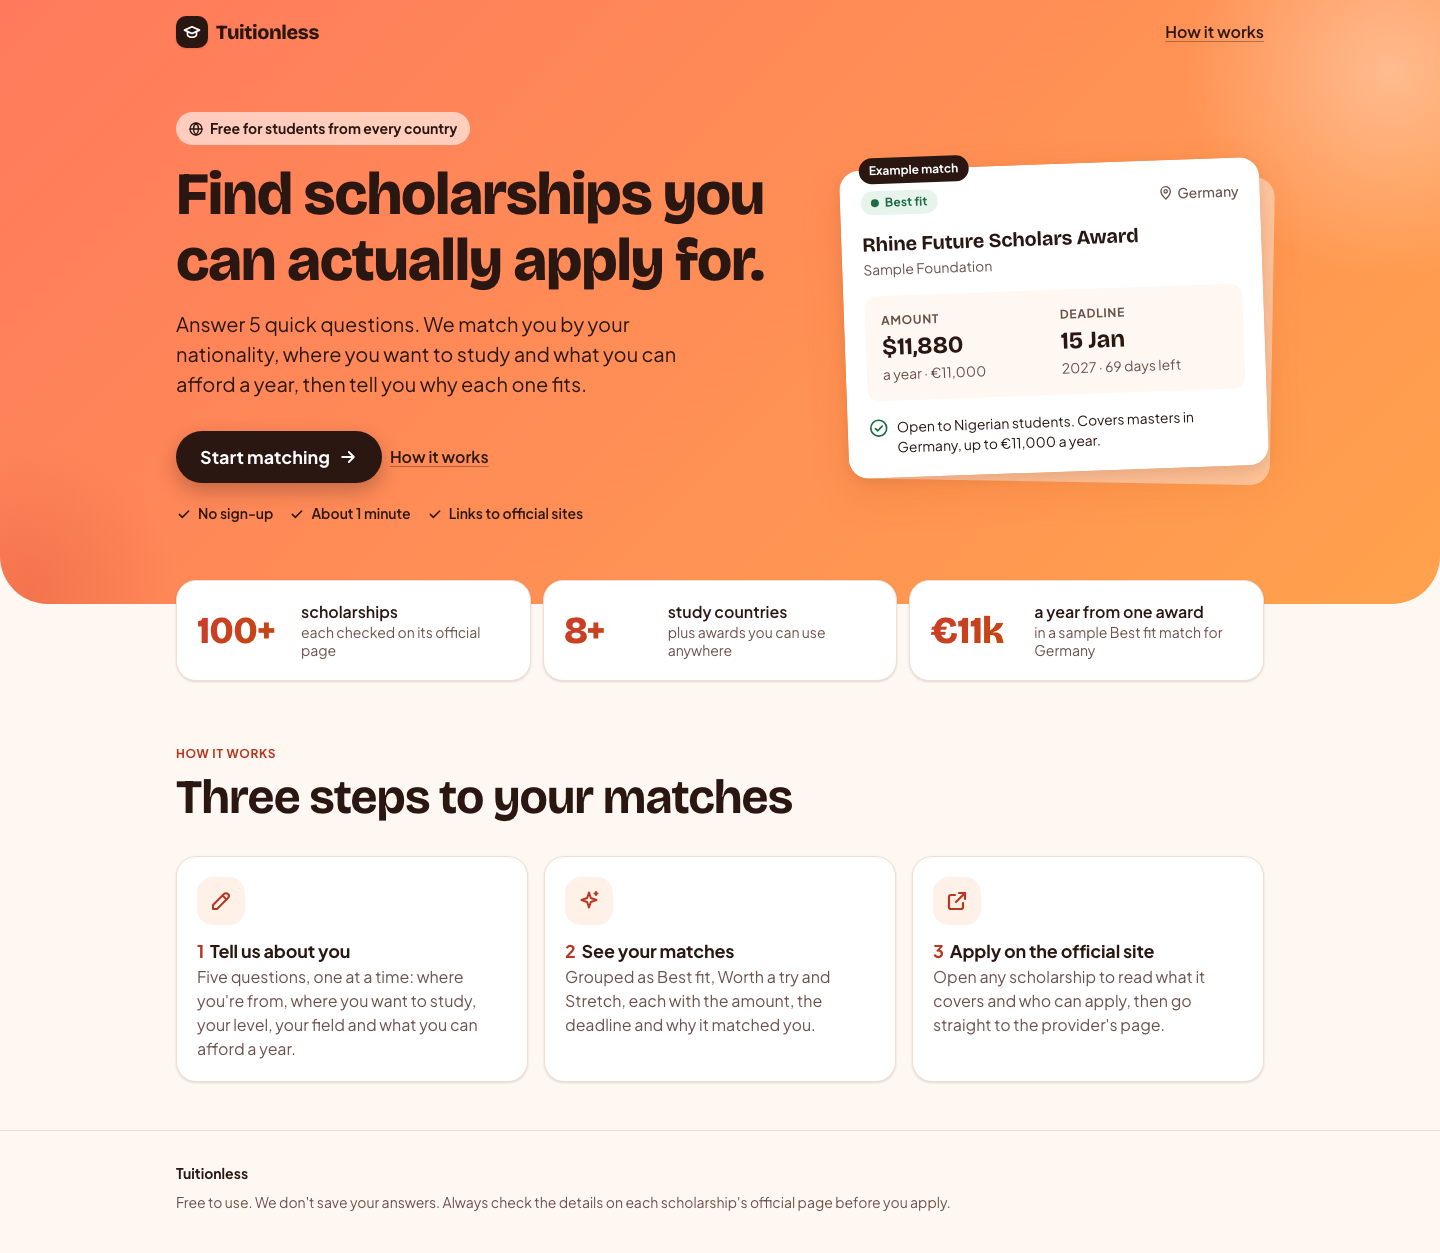 Tuitionless
How it works
Free for students from every country
Find scholarships you
can actually apply for.
Answer 5 quick questions. We match you by your
nationality, where you want to study and what you can
afford a year, then tell you why each one fits.
Start matching
How it works
No sign-up
About 1 minute
Links to official sites
Example match
Best fit
Germany
Rhine Future Scholars Award
Sample Foundation
AMOUNT
$11,880
a year · €11,000
DEADLINE
15 Jan
2027 · 69 days left
Open to Nigerian students. Covers masters in
Germany, up to €11,000 a year.
100+
scholarships
each checked on its official
page
8+
study countries
plus awards you can use
anywhere
€11k
a year from one award
in a sample Best fit match for
Germany
HOW IT WORKS
Three steps to your matches
1 Tell us about you
Five questions, one at a time: where
you're from, where you want to study,
your level, your field and what you can
afford a year.
2 See your matches
Grouped as Best fit, Worth a try and
Stretch, each with the amount, the
deadline and why it matched you.
3 Apply on the official site
Open any scholarship to read what it
covers and who can apply, then go
straight to the provider's page.
Tuitionless
Free to use. We don't save your answers. Always check the details on each scholarship's official page before you apply.